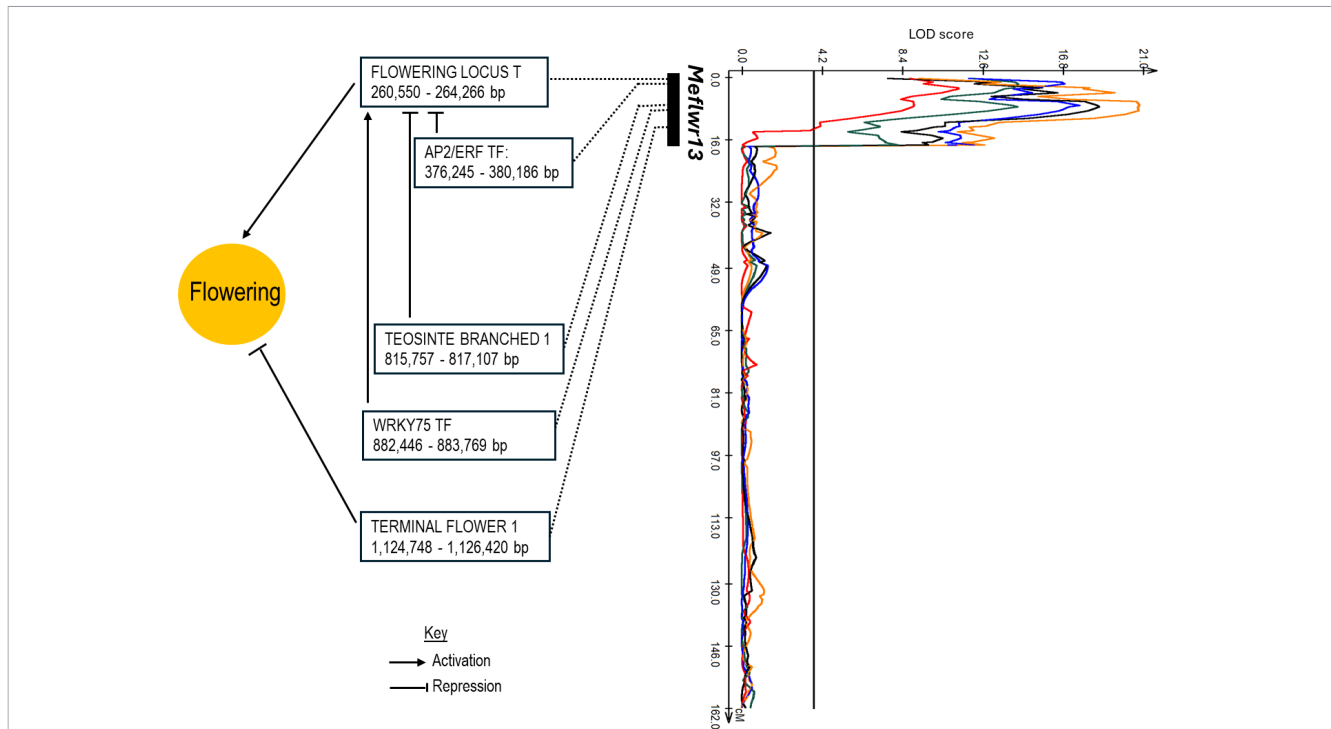 FLOWERING LOCUS T
260,550 - 264,266 bp
AP2/ERF TF:
376,245 - 380,186 bp
Flowering
TEOSINTE BRANCHED 1
815,757 - 817,107 bp
WRKY75 TF
882,446 - 883,769 bp
TERMINAL FLOWER 1
1,124,748 - 1,126,420 bp
Key
Activation
Repression
Meflwr13
LOD score
0.0
4.2
8.4
12.6
16.8
21.0
0.0
16.0
32.0
49.0
65.0
81.0
97.0
113.0
130.0
146.0
162.0
cM